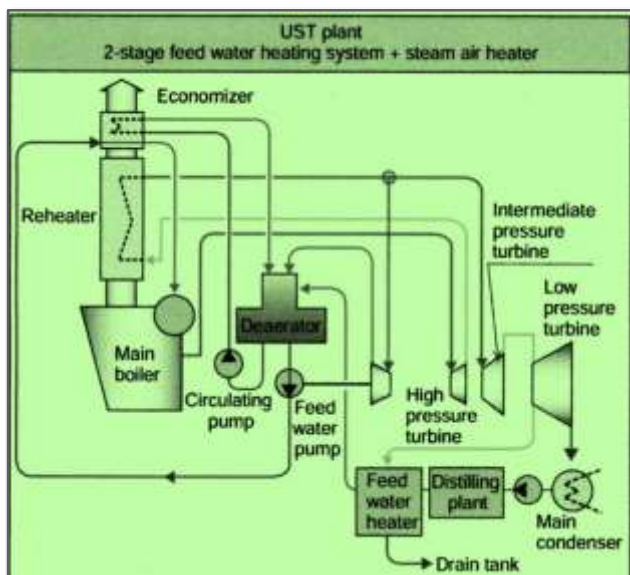 UST plant
2-stage feed water heating system + steam air heater
Economizer
Reheater
Intermediate
pressure
turbine
Low
pressure
turbine
Deaerator
Main
boiler
Circulating
pump
Feed
water
pump
High
pressure
turbine
Feed
water
heater
Distilling
plant
Main
condenser
Drain tank